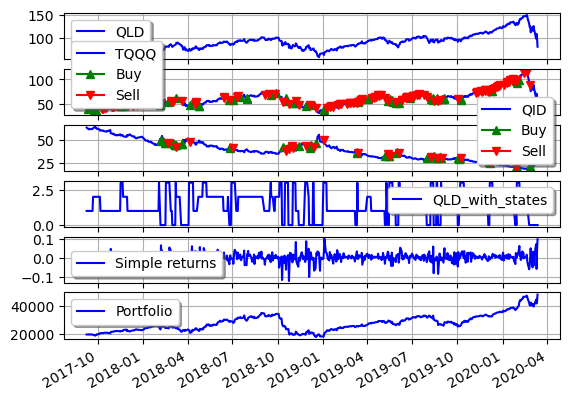 150
100
QLD
TQQQ
Buy
Sell
100
50
QID
Buy
Sell
50
25
2.5
0.0
QLD_with_states
0.1
0.0
−0.1
Simple returns
40000
20000
Portfolio
2017-10
2018-01
2018-04
2018-07
2018-10
2019-01
2019-04
2019-07
2019-10
2020-01
2020-04